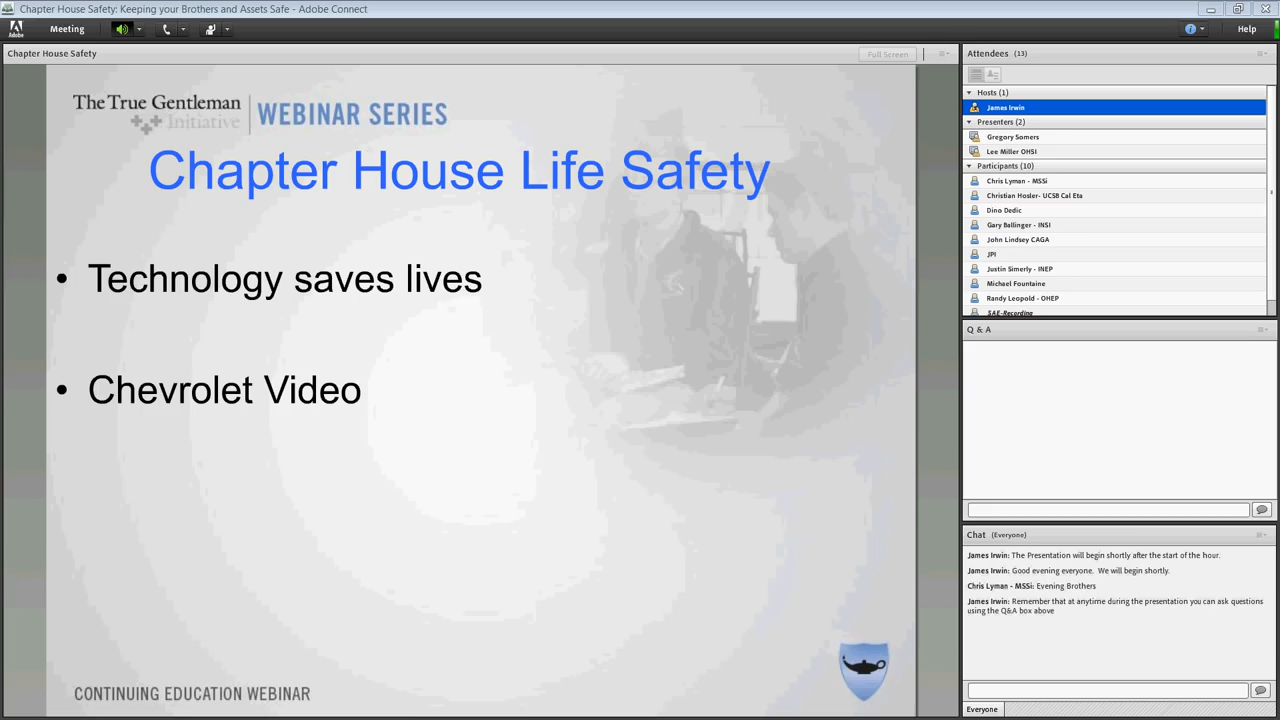 Chapter House Safety: Keeping your Brothers and Assets Safe - Adobe Connect
Adobe
Meeting
Help
Chapter House Safety
Full Screen
The True Gentleman
Initiative
WEBINAR SERIES
Chapter House Life Safety
• Technology saves lives
• Chevrolet Video
CONTINUING EDUCATION WEBINAR
Attendees (13)
Hosts (1)
James Irwin
Presenters (2)
Gregory Somers
Lee Miller OHSI
Participants (10)
Chris Lyman - MSSi
Christian Hosler- UCSB Cal Eta
Dino Dedic
Gary Ballinger - INSI
John Lindsey CAGA
JPI
Justin Simerly - INEP
Michael Fountaine
Randy Leopold - OHEP
SAE-Recording
Q & A
Chat (Everyone)
James Irwin: The Presentation will begin shortly after the start of the hour.
James Irwin: Good evening everyone. We will begin shortly.
Chris Lyman - MSSi: Evening Brothers
James Irwin: Remember that at anytime during the presentation you can ask questions
using the Q&A box above
Everyone